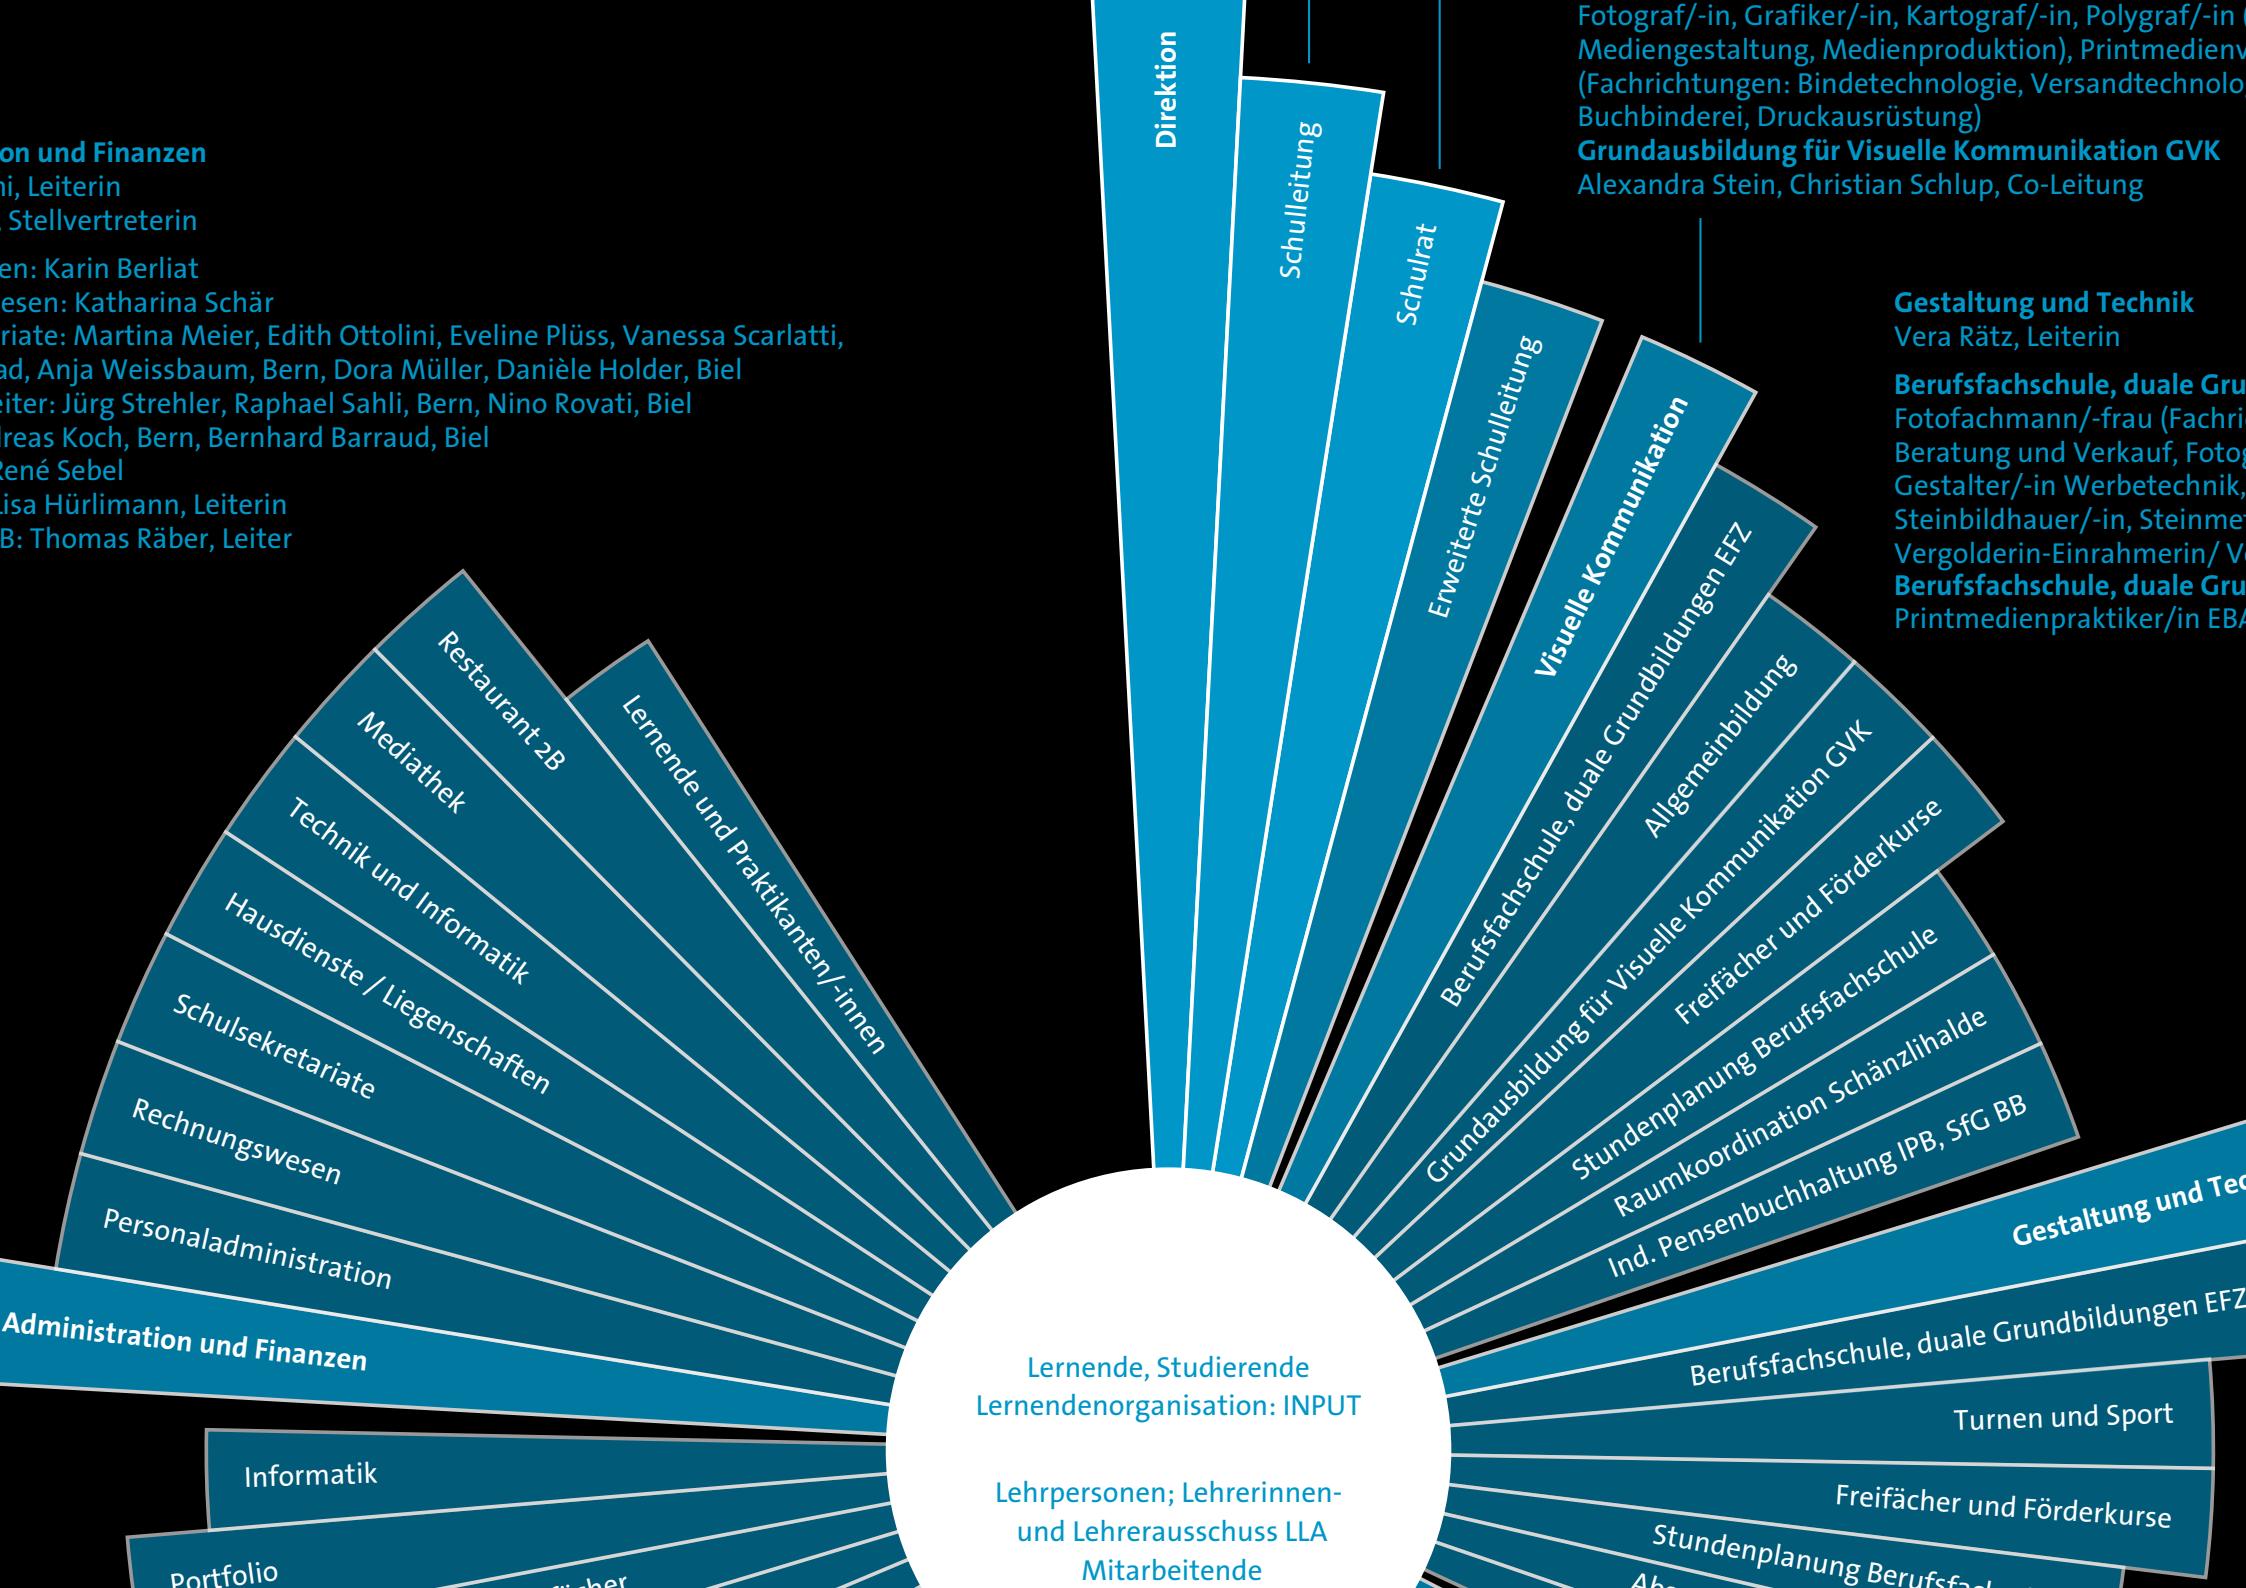 on und Finanzen
Leiterin
Stellvertreterin
en: Karin Berliat
esen: Katharina Schär
riate: Martina Meier, Edith Ottolini, Eveline Plüss, Vanessa Scarlatti,
ad, Anja Weissbaum, Bern, Dora Müller, Danièle Holder, Biel
eiter: Jürg Strehler, Raphael Sahli, Bern, Nino Rovati, Biel
reas Koch, Bern, Bernhard Barraud, Biel
René Sebel
Lisa Hürlimann, Leiterin
B: Thomas Räber, Leiter
Fotograf/-in, Grafiker/-in, Kartograf/-in, Polygraf/-in (
Mediengestaltung, Medienproduktion), Printmedienv
(Fachrichtungen: Bindetechnologie, Versandtechnolo
Buchbinderei, Druckausrüstung)
Grundausbildung für Visuelle Kommunikation GVK
Alexandra Stein, Christian Schlup, Co-Leitung
Gestaltung und Technik
Vera Rätz, Leiterin
Berufsfachschule, duale Gru
Fotofachmann/-frau (Fachri
Beratung und Verkauf, Fotog
Gestalter/-in Werbetechnik,
Steinbildhauer/-in, Steinmet
Vergolderin-Einrahmerin/ V
Berufsfachschule, duale Gru
Printmedienpraktiker/in EBA
Direktion
Schulleitung
Schulrat
Erweiterte Schulleitung
Visuelle Kommunikation
Berufsfachschule, duale Grundbildungen EFZ
Allgemeinbildung
Grundausbildung für Visuelle Kommunikation GVK
Freifächer und Förderkurse
Stundenplanung Berufsfachschule
Raumkoordination Schänzlihalde
Ind. Pensenbuchhaltung IPB, SfG BB
Gestaltung und Tec
Berufsfachschule, duale Grundbildungen EFZ
Turnen und Sport
Freifächer und Förderkurse
Stundenplanung Berufsfach
Lernende und Praktikanten/-innen
Restaurant 2B
Mediathek
Technik und Informatik
Hausdienste / Liegenschaften
Schulsekretariate
Rechnungswesen
Personaladministration
Administration und Finanzen
Informatik
Portfolio
Lernende, Studierende
Lernendenorganisation: INPUT
Lehrpersonen; Lehrerinnen-
und Lehrerausschuss LLA
Mitarbeitende